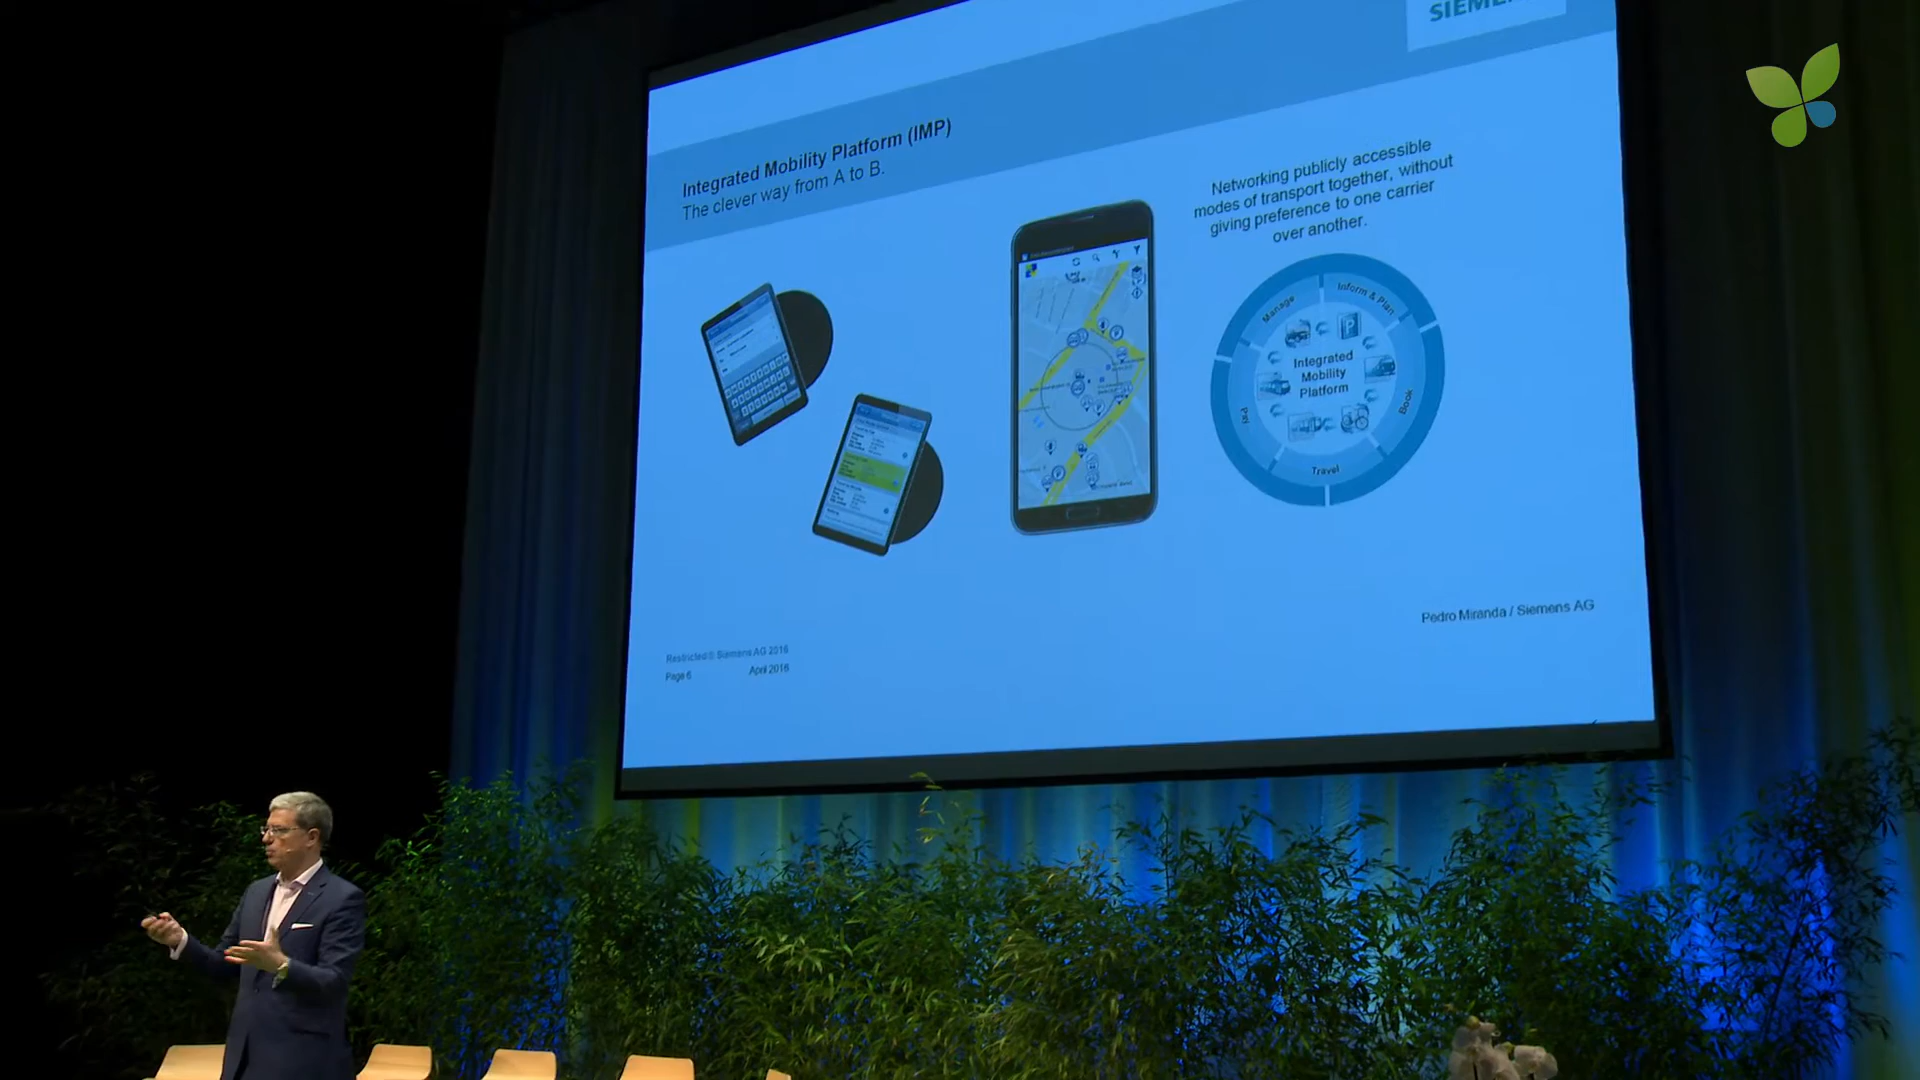 SIEME
Integrated Mobility Platform (IMP)
The clever way from A to B.
Networking publicly accessible
modes of transport together, without
giving preference to one carrier
over another.
Manage
Inform & Plan
Integrated
Mobility
Platform
Pay
Book
Travel
Pedro Miranda / Siemens AG
Restricted © Siemens AG 2016
Page 6
April 2016